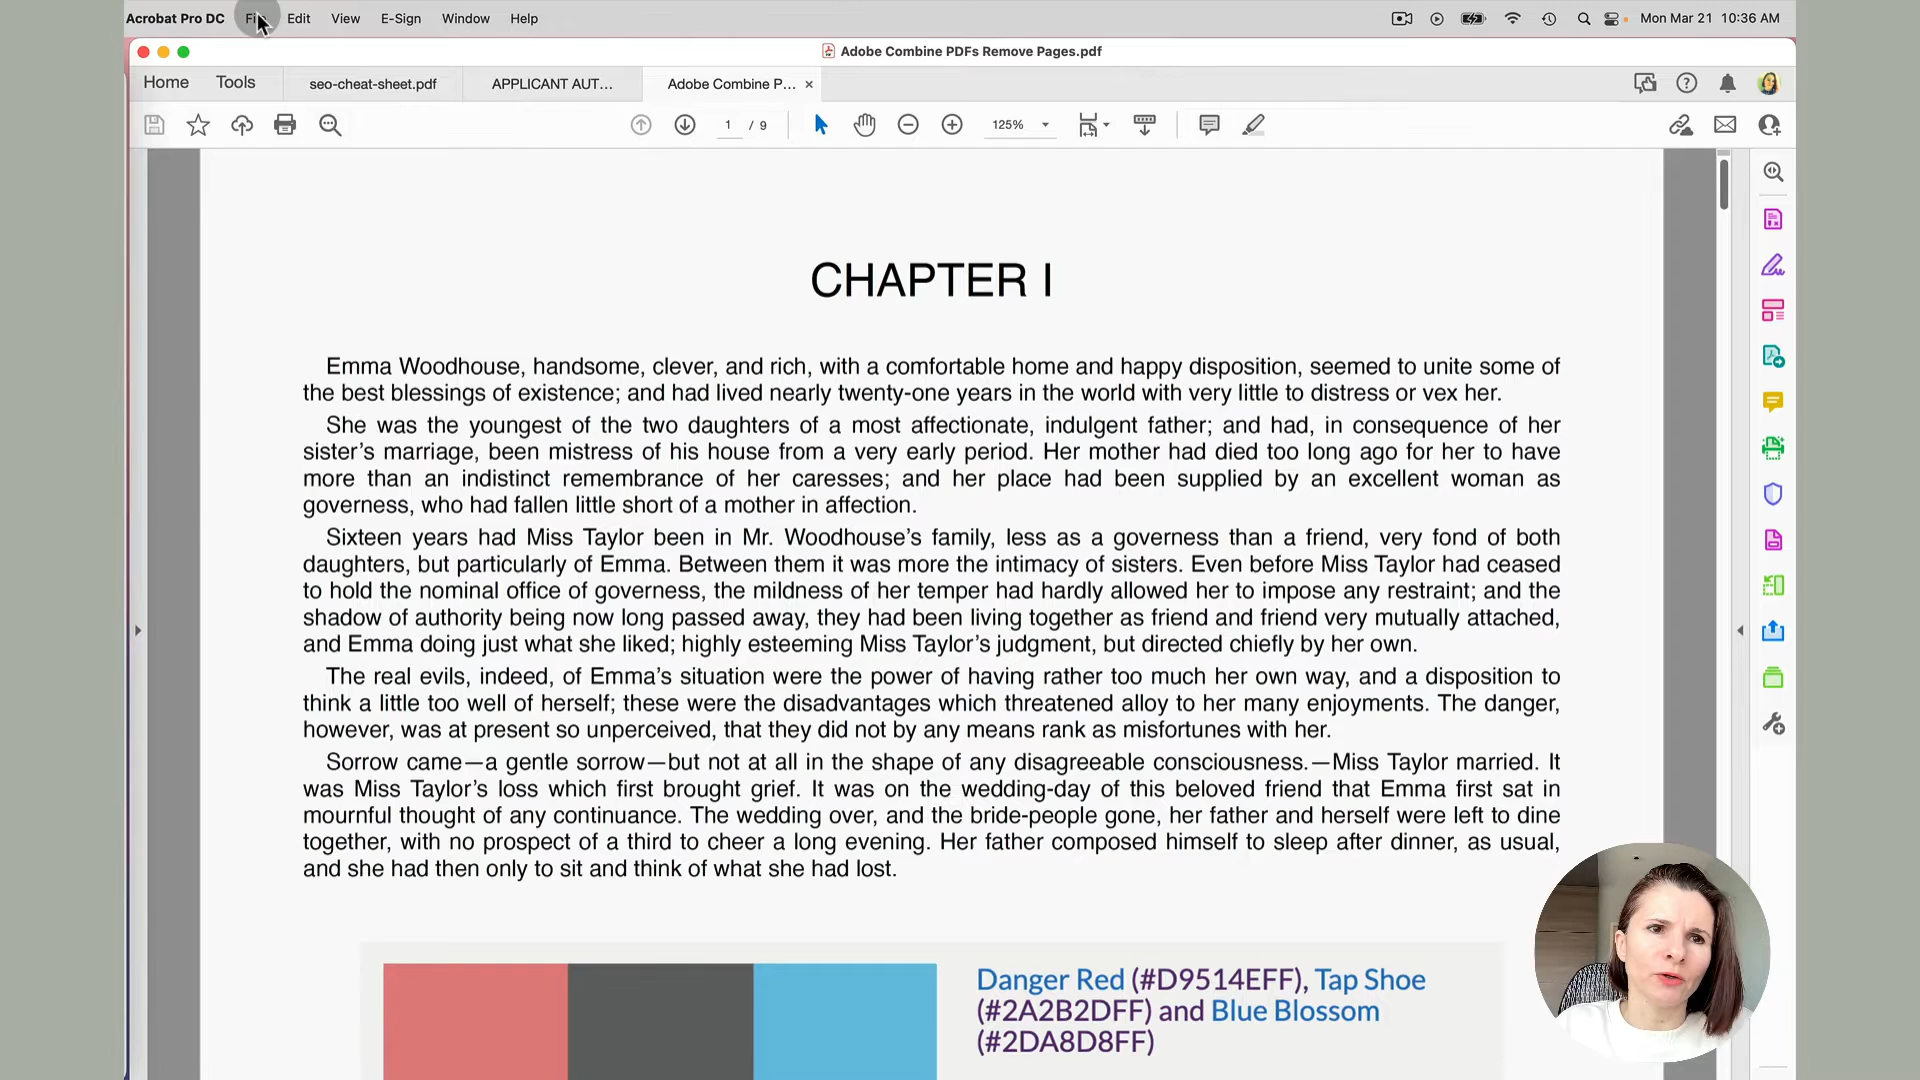 Acrobat Pro DC Edit View E-Sign Window Help Mon Mar 21 10:36 AM
Adobe Combine PDFs Remove Pages.pdf
Home Tools seo-cheat-sheet.pdf APPLICANT AUT... Adobe Combine P... ×
1 / 9 125%
CHAPTER I
Emma Woodhouse, handsome, clever, and rich, with a comfortable home and happy disposition, seemed to unite some of
the best blessings of existence; and had lived nearly twenty-one years in the world with very little to distress or vex her.
She was the youngest of the two daughters of a most affectionate, indulgent father; and had, in consequence of her
sister’s marriage, been mistress of his house from a very early period. Her mother had died too long ago for her to have
more than an indistinct remembrance of her caresses; and her place had been supplied by an excellent woman as
governess, who had fallen little short of a mother in affection.
Sixteen years had Miss Taylor been in Mr. Woodhouse’s family, less as a governess than a friend, very fond of both
daughters, but particularly of Emma. Between them it was more the intimacy of sisters. Even before Miss Taylor had ceased
to hold the nominal office of governess, the mildness of her temper had hardly allowed her to impose any restraint; and the
shadow of authority being now long passed away, they had been living together as friend and friend very mutually attached,
and Emma doing just what she liked; highly esteeming Miss Taylor’s judgment, but directed chiefly by her own.
The real evils, indeed, of Emma’s situation were the power of having rather too much her own way, and a disposition to
think a little too well of herself; these were the disadvantages which threatened alloy to her many enjoyments. The danger,
however, was at present so unperceived, that they did not by any means rank as misfortunes with her.
Sorrow came—a gentle sorrow—but not at all in the shape of any disagreeable consciousness.—Miss Taylor married. It
was Miss Taylor’s loss which first brought grief. It was on the wedding-day of this beloved friend that Emma first sat in
mournful thought of any continuance. The wedding over, and the bride-people gone, her father and herself were left to dine
together, with no prospect of a third to cheer a long evening. Her father composed himself to sleep after dinner, as usual,
and she had then only to sit and think of what she had lost.
Danger Red (#D9514EFF), Tap Shoe
(#2A2B2DFF) and Blue Blossom
(#2DA8D8FF)